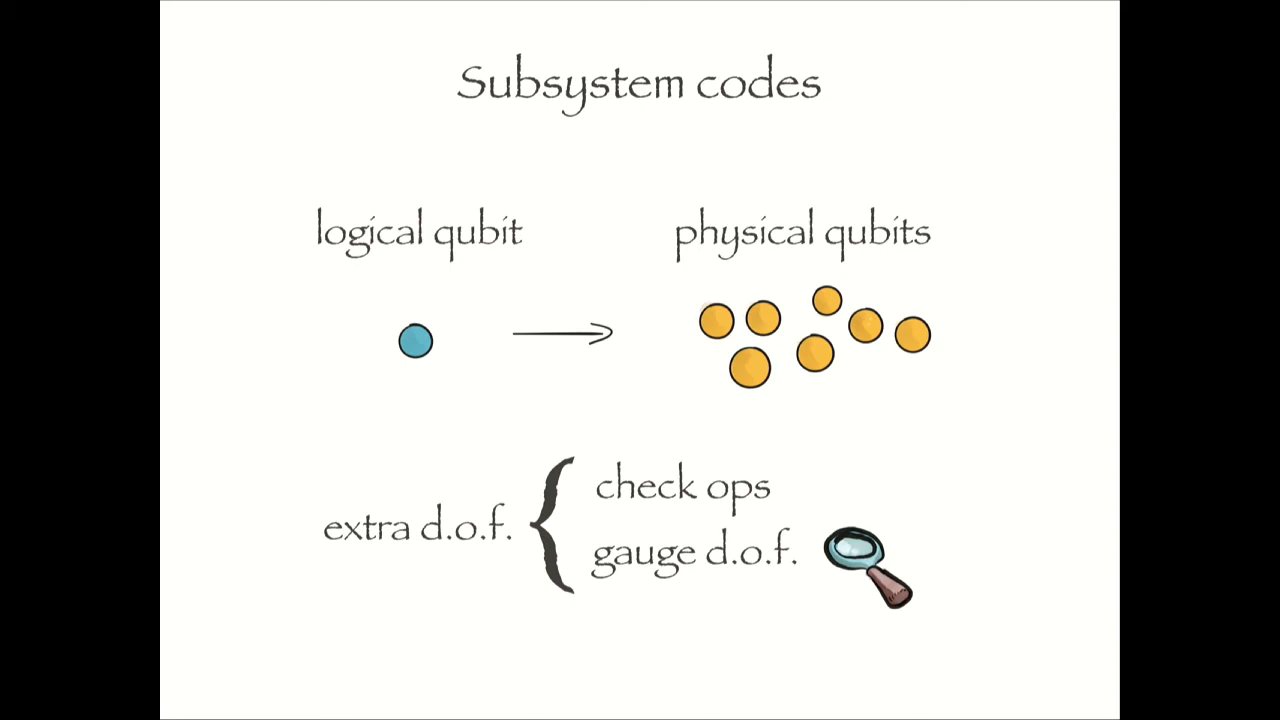 Subsystem codes
logical qubit
physical qubits
check ops
extra d.o.f.
gauge d.o.f.